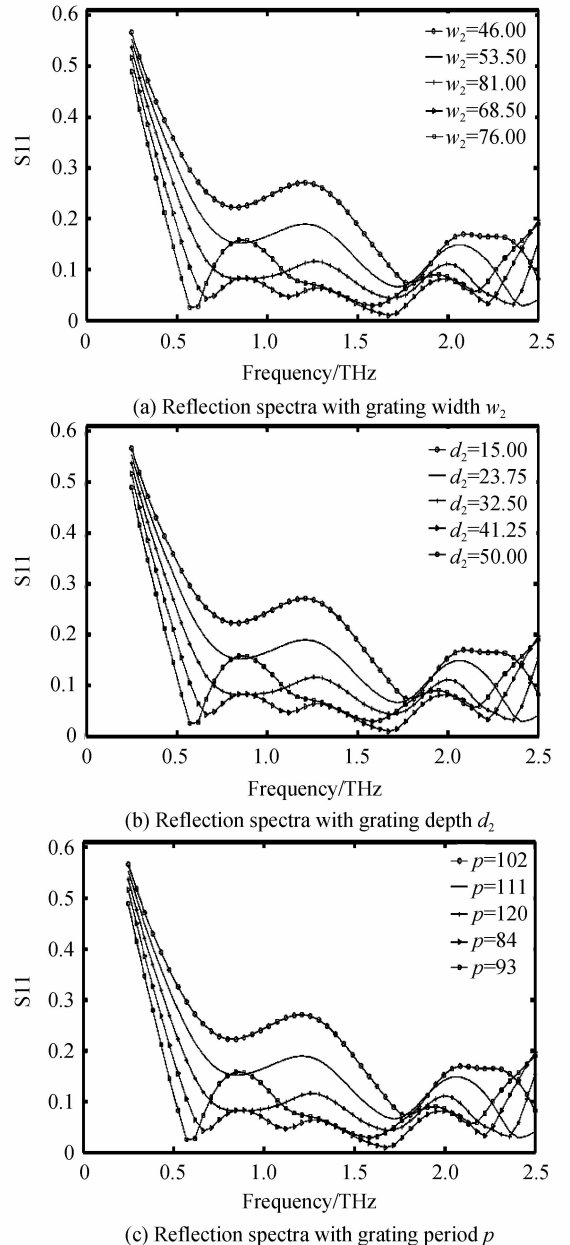 0.6
0.5
0.4
0.3
0.2
0.1
0
S11
w₂=46.00
w₂=53.50
w₂=81.00
w₂=68.50
w₂=76.00
0 0.5 1.0 1.5 2.0 2.5
Frequency/THz
(a) Reflection spectra with grating width w₂
0.6
0.5
0.4
0.3
0.2
0.1
0
S11
d₂=15.00
d₂=23.75
d₂=32.50
d₂=41.25
d₂=50.00
0 0.5 1.0 1.5 2.0 2.5
Frequency/THz
(b) Reflection spectra with grating depth d₂
0.6
0.5
0.4
0.3
0.2
0.1
0
S11
p=102
p=111
p=120
p=84
p=93
0 0.5 1.0 1.5 2.0 2.5
Frequency/THz
(c) Reflection spectra with grating period p